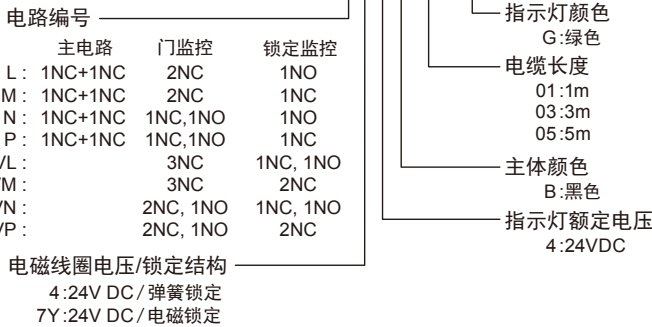 电路编号
主电路 门监控 锁定监控
L : 1NC+1NC 2NC 1NO
M : 1NC+1NC 2NC 1NC
N : 1NC+1NC 1NC,1NO 1NO
P : 1NC+1NC 1NC,1NO 1NC
VL : 3NC 1NC, 1NO
M : 3NC 2NC
VN : 2NC, 1NO 1NC, 1NO
VP : 2NC, 1NO 2NC
电磁线圈电压/锁定结构
4:24V DC/弹簧锁定
7Y:24V DC/电磁锁定
指示灯颜色
G:绿色
电缆长度
01:1m
03:3m
05:5m
主体颜色
B:黑色
指示灯额定电压
4:24VDC